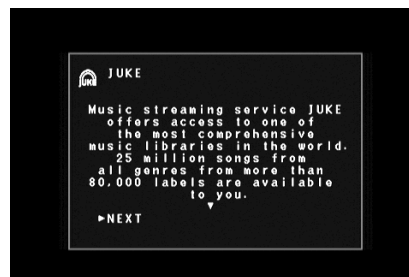 JUKE
JUKE
Music streaming service JUKE
offers access to one of
the most comprehensive
music libraries in the world.
25 million songs from
all genres from more than
80,000 labels are available
to you.
►NEXT